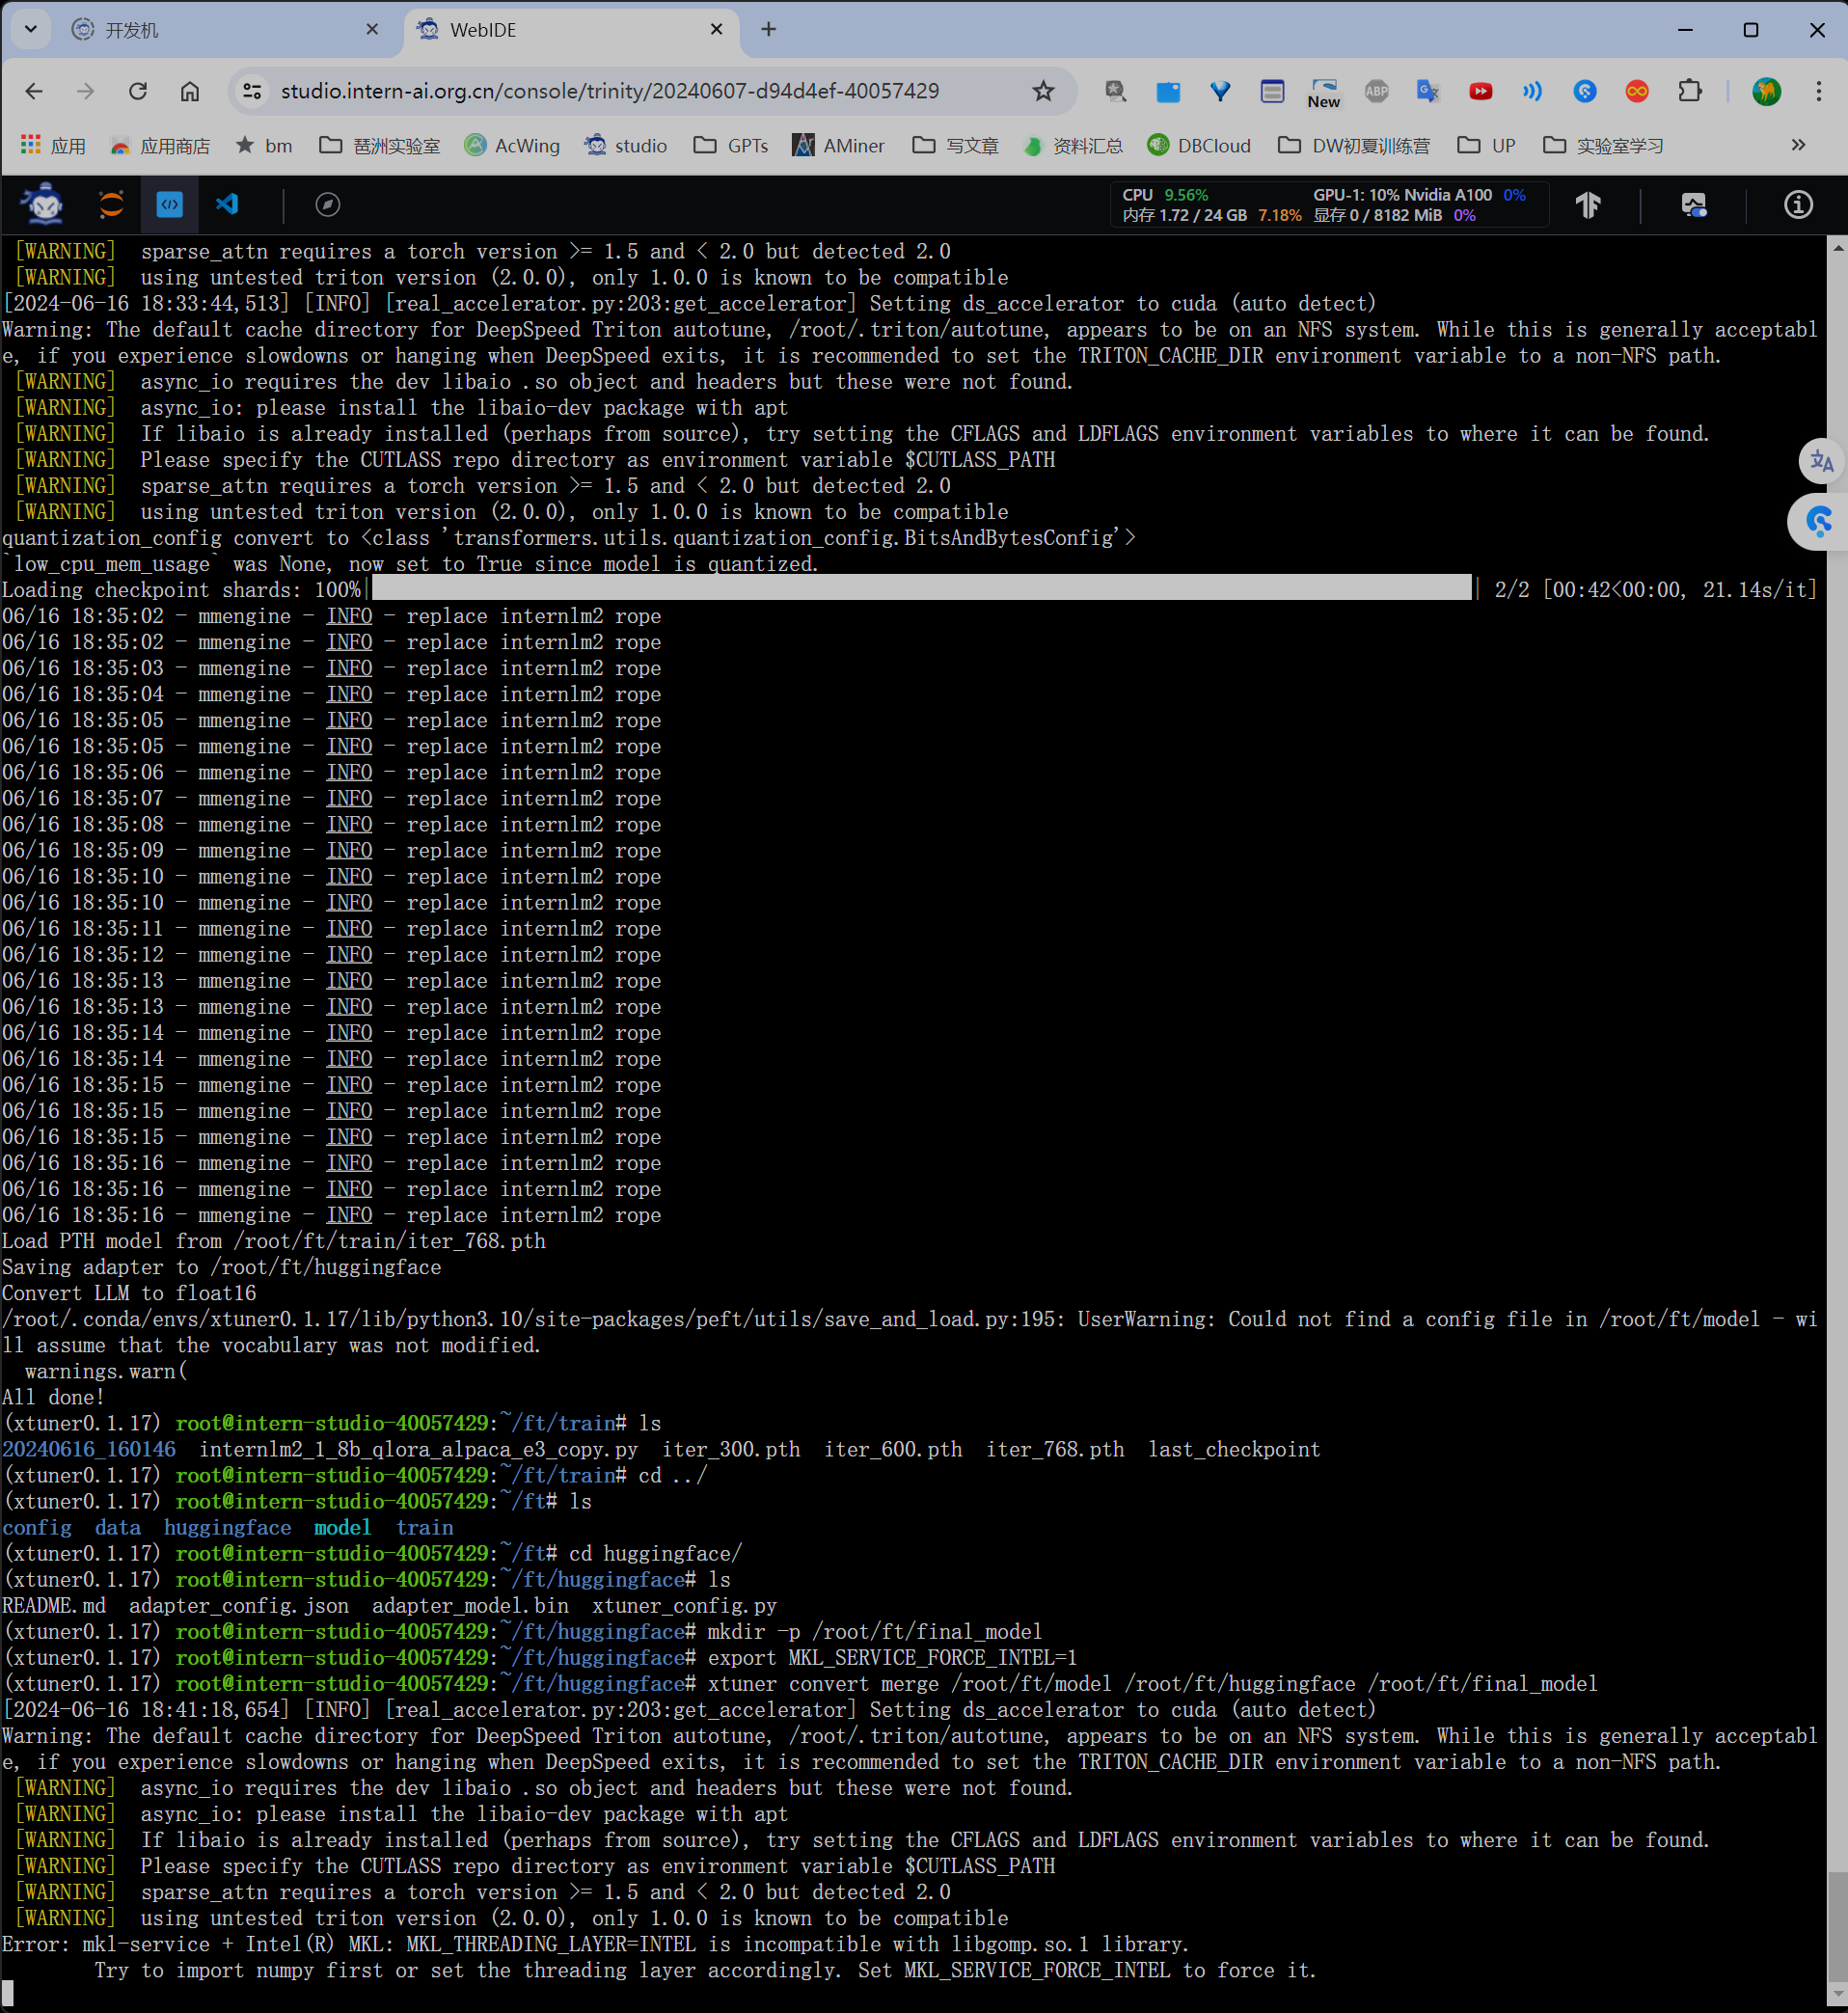 开发机
WebIDE
studio.intern-ai.org.cn/console/trinity/20240607-d94d4ef-40057429
New
ABP
应用
应用商店
bm
琶洲实验室
AcWing
studio
GPTs
AMiner
写文章
资料汇总
DBCloud
DW初夏训练营
UP
实验室学习
CPU 9.56% GPU-1: 10% Nvidia A100 0%
内存 1.72 / 24 GB 7.18% 显存 0 / 8182 MiB 0%
[WARNING]  sparse_attn requires a torch version >= 1.5 and < 2.0 but detected 2.0
[WARNING]  using untested triton version (2.0.0), only 1.0.0 is known to be compatible
[2024-06-16 18:33:44,513] [INFO] [real_accelerator.py:203:get_accelerator] Setting ds_accelerator to cuda (auto detect)
Warning: The default cache directory for DeepSpeed Triton autotune, /root/.triton/autotune, appears to be on an NFS system. While this is generally acceptabl
e, if you experience slowdowns or hanging when DeepSpeed exits, it is recommended to set the TRITON_CACHE_DIR environment variable to a non-NFS path.
[WARNING]  async_io requires the dev libaio .so object and headers but these were not found.
[WARNING]  async_io: please install the libaio-dev package with apt
[WARNING]  If libaio is already installed (perhaps from source), try setting the CFLAGS and LDFLAGS environment variables to where it can be found.
[WARNING]  Please specify the CUTLASS repo directory as environment variable $CUTLASS_PATH
[WARNING]  sparse_attn requires a torch version >= 1.5 and < 2.0 but detected 2.0
[WARNING]  using untested triton version (2.0.0), only 1.0.0 is known to be compatible
quantization_config convert to <class 'transformers.utils.quantization_config.BitsAndBytesConfig'>
`low_cpu_mem_usage` was None, now set to True since model is quantized.
Loading checkpoint shards: 100%| | 2/2 [00:42<00:00, 21.14s/it]
06/16 18:35:02 - mmengine - INFO - replace internlm2 rope
06/16 18:35:02 - mmengine - INFO - replace internlm2 rope
06/16 18:35:03 - mmengine - INFO - replace internlm2 rope
06/16 18:35:04 - mmengine - INFO - replace internlm2 rope
06/16 18:35:05 - mmengine - INFO - replace internlm2 rope
06/16 18:35:05 - mmengine - INFO - replace internlm2 rope
06/16 18:35:06 - mmengine - INFO - replace internlm2 rope
06/16 18:35:07 - mmengine - INFO - replace internlm2 rope
06/16 18:35:08 - mmengine - INFO - replace internlm2 rope
06/16 18:35:09 - mmengine - INFO - replace internlm2 rope
06/16 18:35:10 - mmengine - INFO - replace internlm2 rope
06/16 18:35:10 - mmengine - INFO - replace internlm2 rope
06/16 18:35:11 - mmengine - INFO - replace internlm2 rope
06/16 18:35:12 - mmengine - INFO - replace internlm2 rope
06/16 18:35:13 - mmengine - INFO - replace internlm2 rope
06/16 18:35:13 - mmengine - INFO - replace internlm2 rope
06/16 18:35:14 - mmengine - INFO - replace internlm2 rope
06/16 18:35:14 - mmengine - INFO - replace internlm2 rope
06/16 18:35:15 - mmengine - INFO - replace internlm2 rope
06/16 18:35:15 - mmengine - INFO - replace internlm2 rope
06/16 18:35:15 - mmengine - INFO - replace internlm2 rope
06/16 18:35:16 - mmengine - INFO - replace internlm2 rope
06/16 18:35:16 - mmengine - INFO - replace internlm2 rope
06/16 18:35:16 - mmengine - INFO - replace internlm2 rope
Load PTH model from /root/ft/train/iter_768.pth
Saving adapter to /root/ft/huggingface
Convert LLM to float16
/root/.conda/envs/xtuner0.1.17/lib/python3.10/site-packages/peft/utils/save_and_load.py:195: UserWarning: Could not find a config file in /root/ft/model - wi
ll assume that the vocabulary was not modified.
  warnings.warn(
All done!
(xtuner0.1.17) root@intern-studio-40057429:~/ft/train# ls
20240616_160146  internlm2_1_8b_qlora_alpaca_e3_copy.py  iter_300.pth  iter_600.pth  iter_768.pth  last_checkpoint
(xtuner0.1.17) root@intern-studio-40057429:~/ft/train# cd ../
(xtuner0.1.17) root@intern-studio-40057429:~/ft# ls
config  data  huggingface  model  train
(xtuner0.1.17) root@intern-studio-40057429:~/ft# cd huggingface/
(xtuner0.1.17) root@intern-studio-40057429:~/ft/huggingface# ls
README.md  adapter_config.json  adapter_model.bin  xtuner_config.py
(xtuner0.1.17) root@intern-studio-40057429:~/ft/huggingface# mkdir -p /root/ft/final_model
(xtuner0.1.17) root@intern-studio-40057429:~/ft/huggingface# export MKL_SERVICE_FORCE_INTEL=1
(xtuner0.1.17) root@intern-studio-40057429:~/ft/huggingface# xtuner convert merge /root/ft/model /root/ft/huggingface /root/ft/final_model
[2024-06-16 18:41:18,654] [INFO] [real_accelerator.py:203:get_accelerator] Setting ds_accelerator to cuda (auto detect)
Warning: The default cache directory for DeepSpeed Triton autotune, /root/.triton/autotune, appears to be on an NFS system. While this is generally acceptabl
e, if you experience slowdowns or hanging when DeepSpeed exits, it is recommended to set the TRITON_CACHE_DIR environment variable to a non-NFS path.
[WARNING]  async_io requires the dev libaio .so object and headers but these were not found.
[WARNING]  async_io: please install the libaio-dev package with apt
[WARNING]  If libaio is already installed (perhaps from source), try setting the CFLAGS and LDFLAGS environment variables to where it can be found.
[WARNING]  Please specify the CUTLASS repo directory as environment variable $CUTLASS_PATH
[WARNING]  sparse_attn requires a torch version >= 1.5 and < 2.0 but detected 2.0
[WARNING]  using untested triton version (2.0.0), only 1.0.0 is known to be compatible
Error: mkl-service + Intel(R) MKL: MKL_THREADING_LAYER=INTEL is incompatible with libgomp.so.1 library.
        Try to import numpy first or set the threading layer accordingly. Set MKL_SERVICE_FORCE_INTEL to force it.